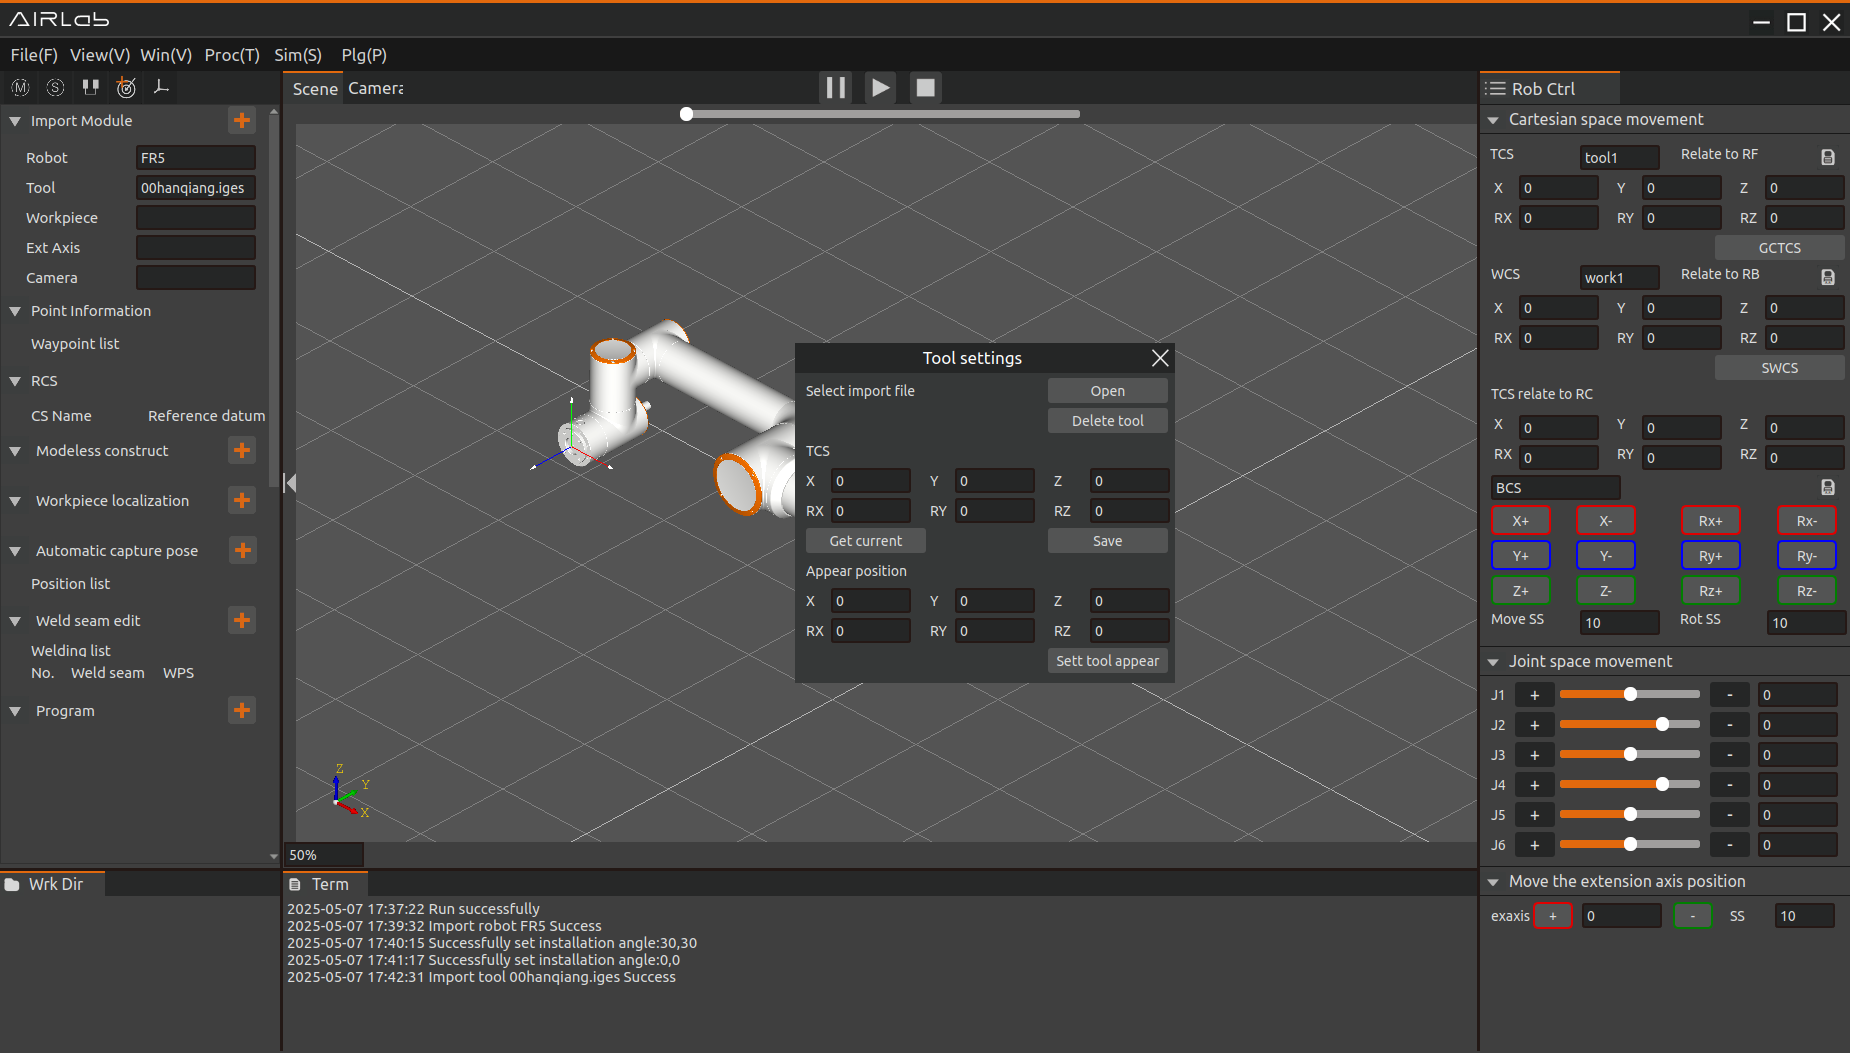 AIRLab
File(F) View(V) Win(V) Proc(T) Sim(S) Plg(P)
M S
Import Module
Robot FR5
Tool 00hanqiang.iges
Workpiece
Ext Axis
Camera
Point Information
Waypoint list
RCS
CS Name Reference datum
Modeless construct
Workpiece localization
Automatic capture pose
Position list
Weld seam edit
Welding list
No. Weld seam WPS
Program
Wrk Dir
Scene Camera
Z
Y
X
50%
Tool settings
Select import file Open
Delete tool
TCS
X 0 Y 0 Z 0
RX 0 RY 0 RZ 0
Get current Save
Appear position
X 0 Y 0 Z 0
RX 0 RY 0 RZ 0
Sett tool appear
Term
2025-05-07 17:37:22 Run successfully
2025-05-07 17:39:32 Import robot FR5 Success
2025-05-07 17:40:15 Successfully set installation angle:30,30
2025-05-07 17:41:17 Successfully set installation angle:0,0
2025-05-07 17:42:31 Import tool 00hanqiang.iges Success
Rob Ctrl
Cartesian space movement
TCS tool1 Relate to RF
X 0 Y 0 Z 0
RX 0 RY 0 RZ 0
GCTCS
WCS work1 Relate to RB
X 0 Y 0 Z 0
RX 0 RY 0 RZ 0
SWCS
TCS relate to RC
X 0 Y 0 Z 0
RX 0 RY 0 RZ 0
BCS
X+ X- Rx+ Rx-
Y+ Y- Ry+ Ry-
Z+ Z- Rz+ Rz-
Move SS 10 Rot SS 10
Joint space movement
J1 + - 0
J2 + - 0
J3 + - 0
J4 + - 0
J5 + - 0
J6 + - 0
Move the extension axis position
exaxis + 0 - SS 10